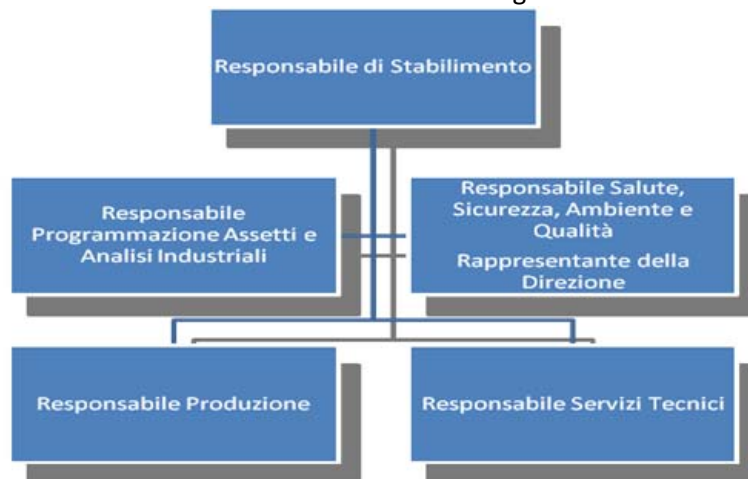 Responsabile di Stabilimento
Responsabile
Programmazione Assetti e
Analisi Industriali
Responsabile Salute,
Sicurezza, Ambiente e
Qualità
Rappresentante della
Direzione
Responsabile Produzione
Responsabile Servizi Tecnici